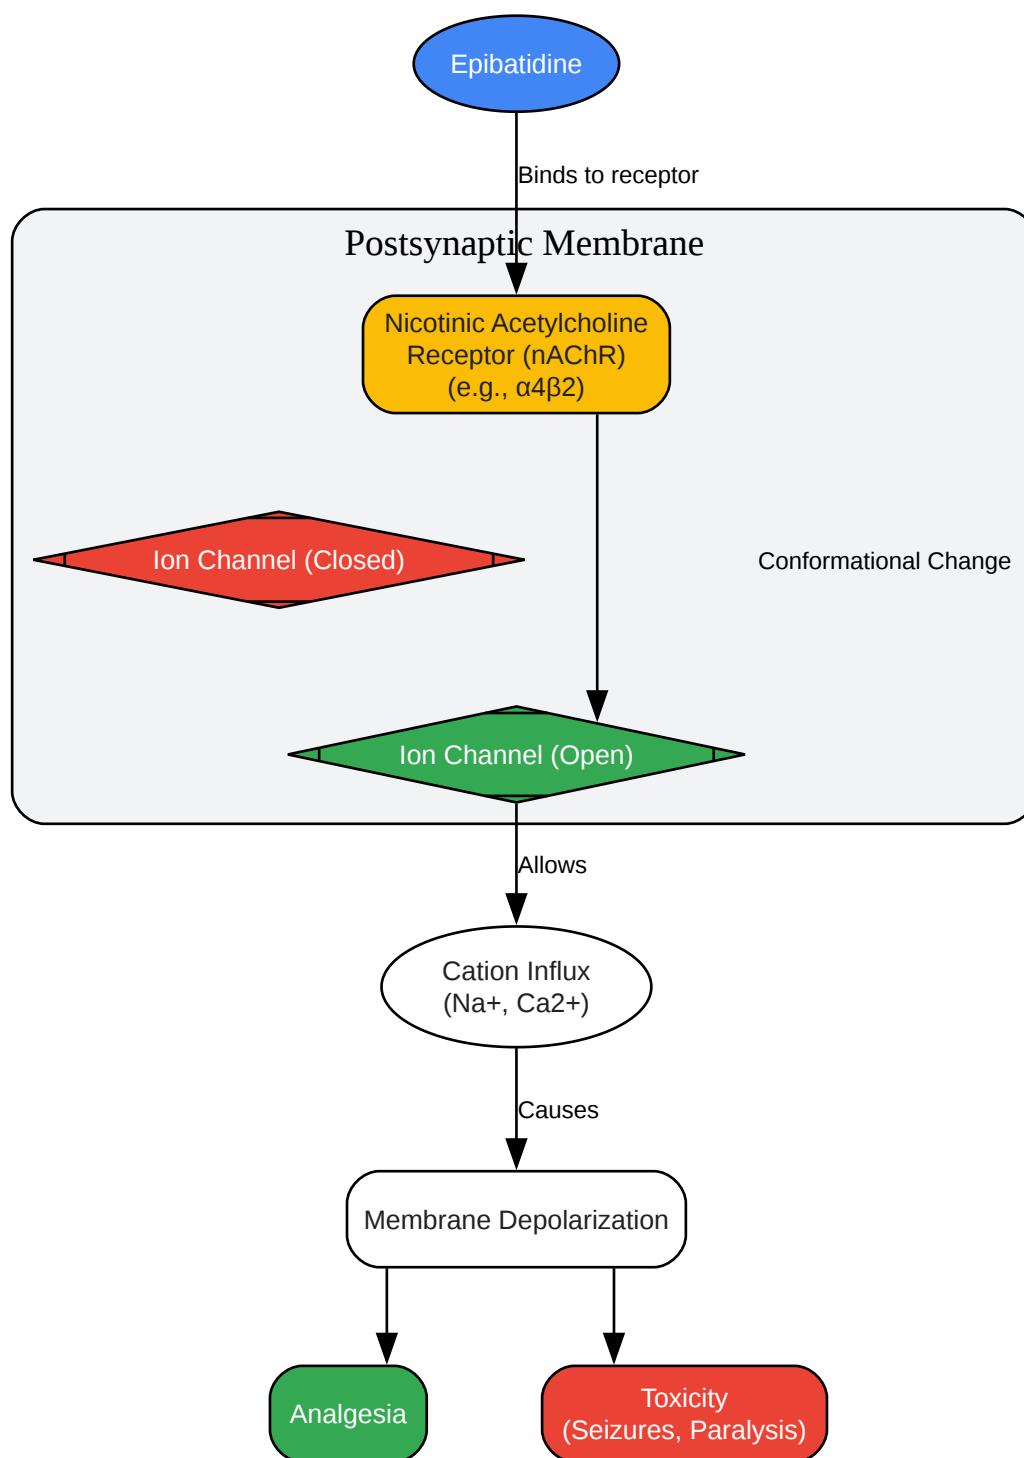 Epibatidine
Binds to receptor
Postsynaptic Membrane
Nicotinic Acetylcholine
Receptor (nAChR)
(e.g., α4β2)
Ion Channel (Closed)
Conformational Change
Ion Channel (Open)
Allows
Cation Influx
(Na+, Ca2+)
Causes
Membrane Depolarization
Analgesia
Toxicity
(Seizures, Paralysis)